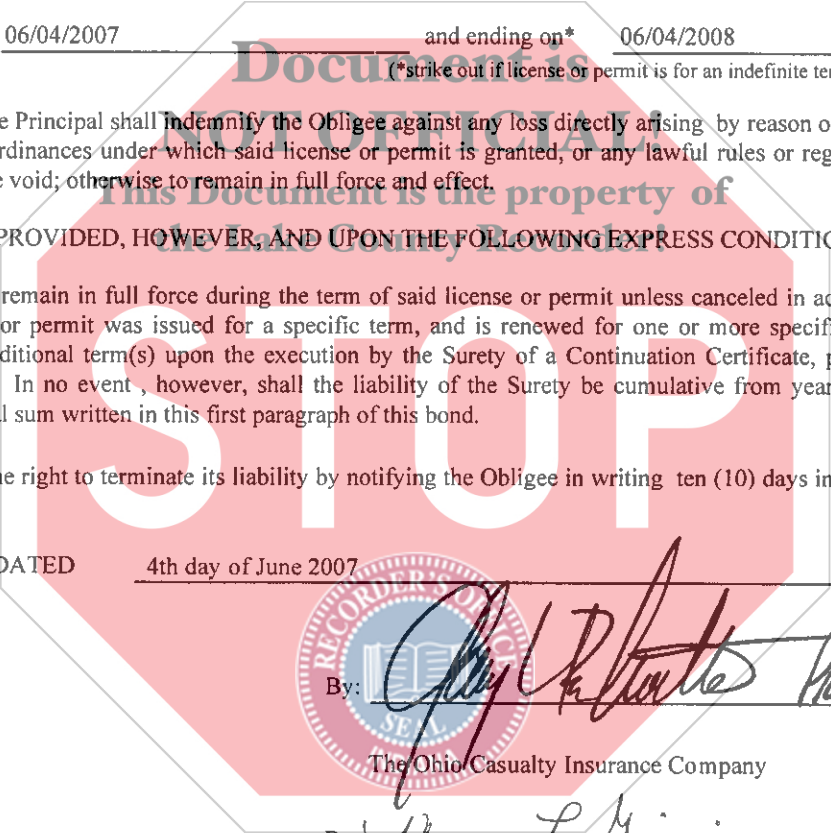 06/04/2007 and ending on* 06/04/2008
Document is
(*strike out if license or permit is for an indefinite ter
NOT OFFICIAL!
e Principal shall indemnify the Obligee against any loss directly arising by reason o
rdinances under which said license or permit is granted, or any lawful rules or reg
e void; otherwise to remain in full force and effect.
This Document is the property of
the Lake County Recorder!
PROVIDED, HOWEVER, AND UPON THE FOLLOWING EXPRESS CONDITIO
remain in full force during the term of said license or permit unless canceled in ac
or permit was issued for a specific term, and is renewed for one or more specifi
ditional term(s) upon the execution by the Surety of a Continuation Certificate, p
In no event , however, shall the liability of the Surety be cumulative from year
l sum written in this first paragraph of this bond.
STOP
ne right to terminate its liability by notifying the Obligee in writing ten (10) days in
DATED 4th day of June 2007
RECORDER'S OFFICE
SEAL
INDIANA
By:
The Ohio Casualty Insurance Company